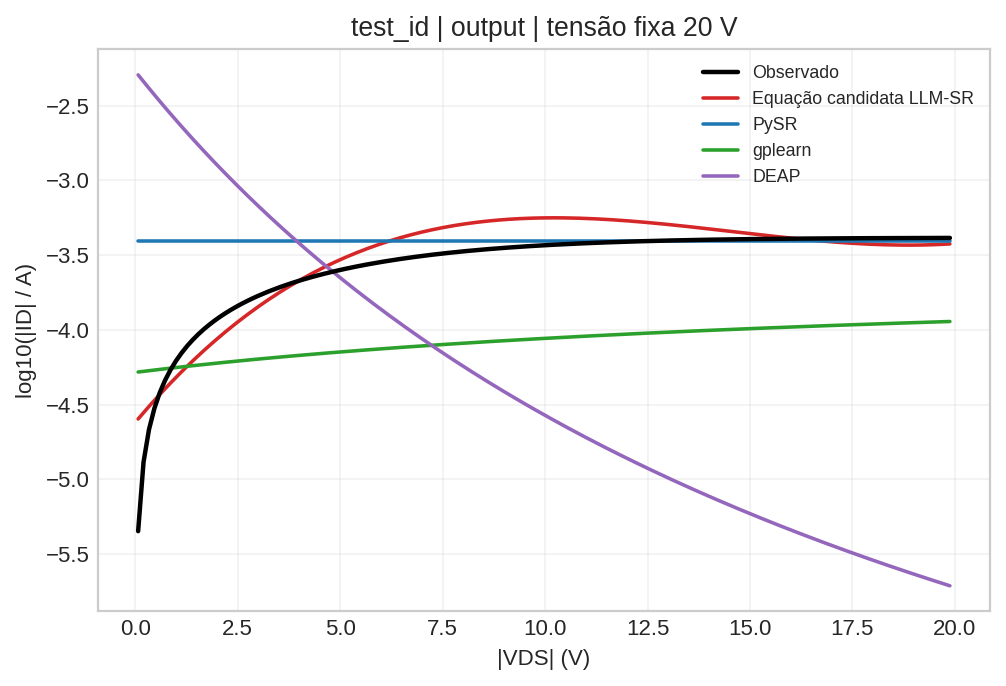 test_id | output | tensão fixa 20 V
Observado
Equação candidata LLM-SR
PySR
gplearn
DEAP
log10(|ID| / A)
−2.5
−3.0
−3.5
−4.0
−4.5
−5.0
−5.5
0.0 2.5 5.0 7.5 10.0 12.5 15.0 17.5 20.0
|VDS| (V)